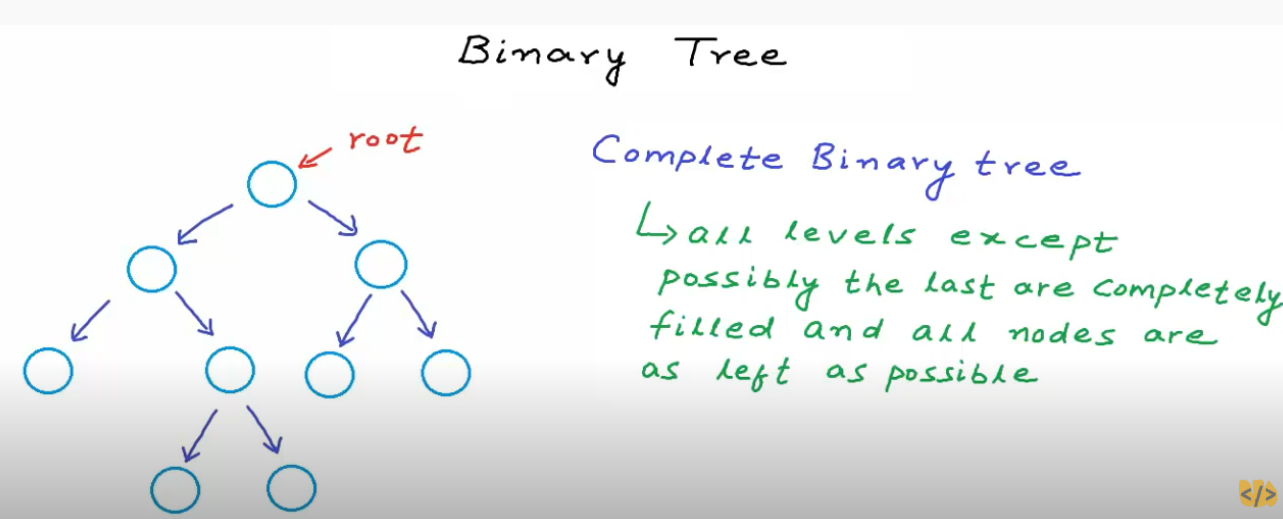 Binary Tree
root
Complete Binary tree
↳ all levels except
possibly the last are completely
filled and all nodes are
as left as possible
</>